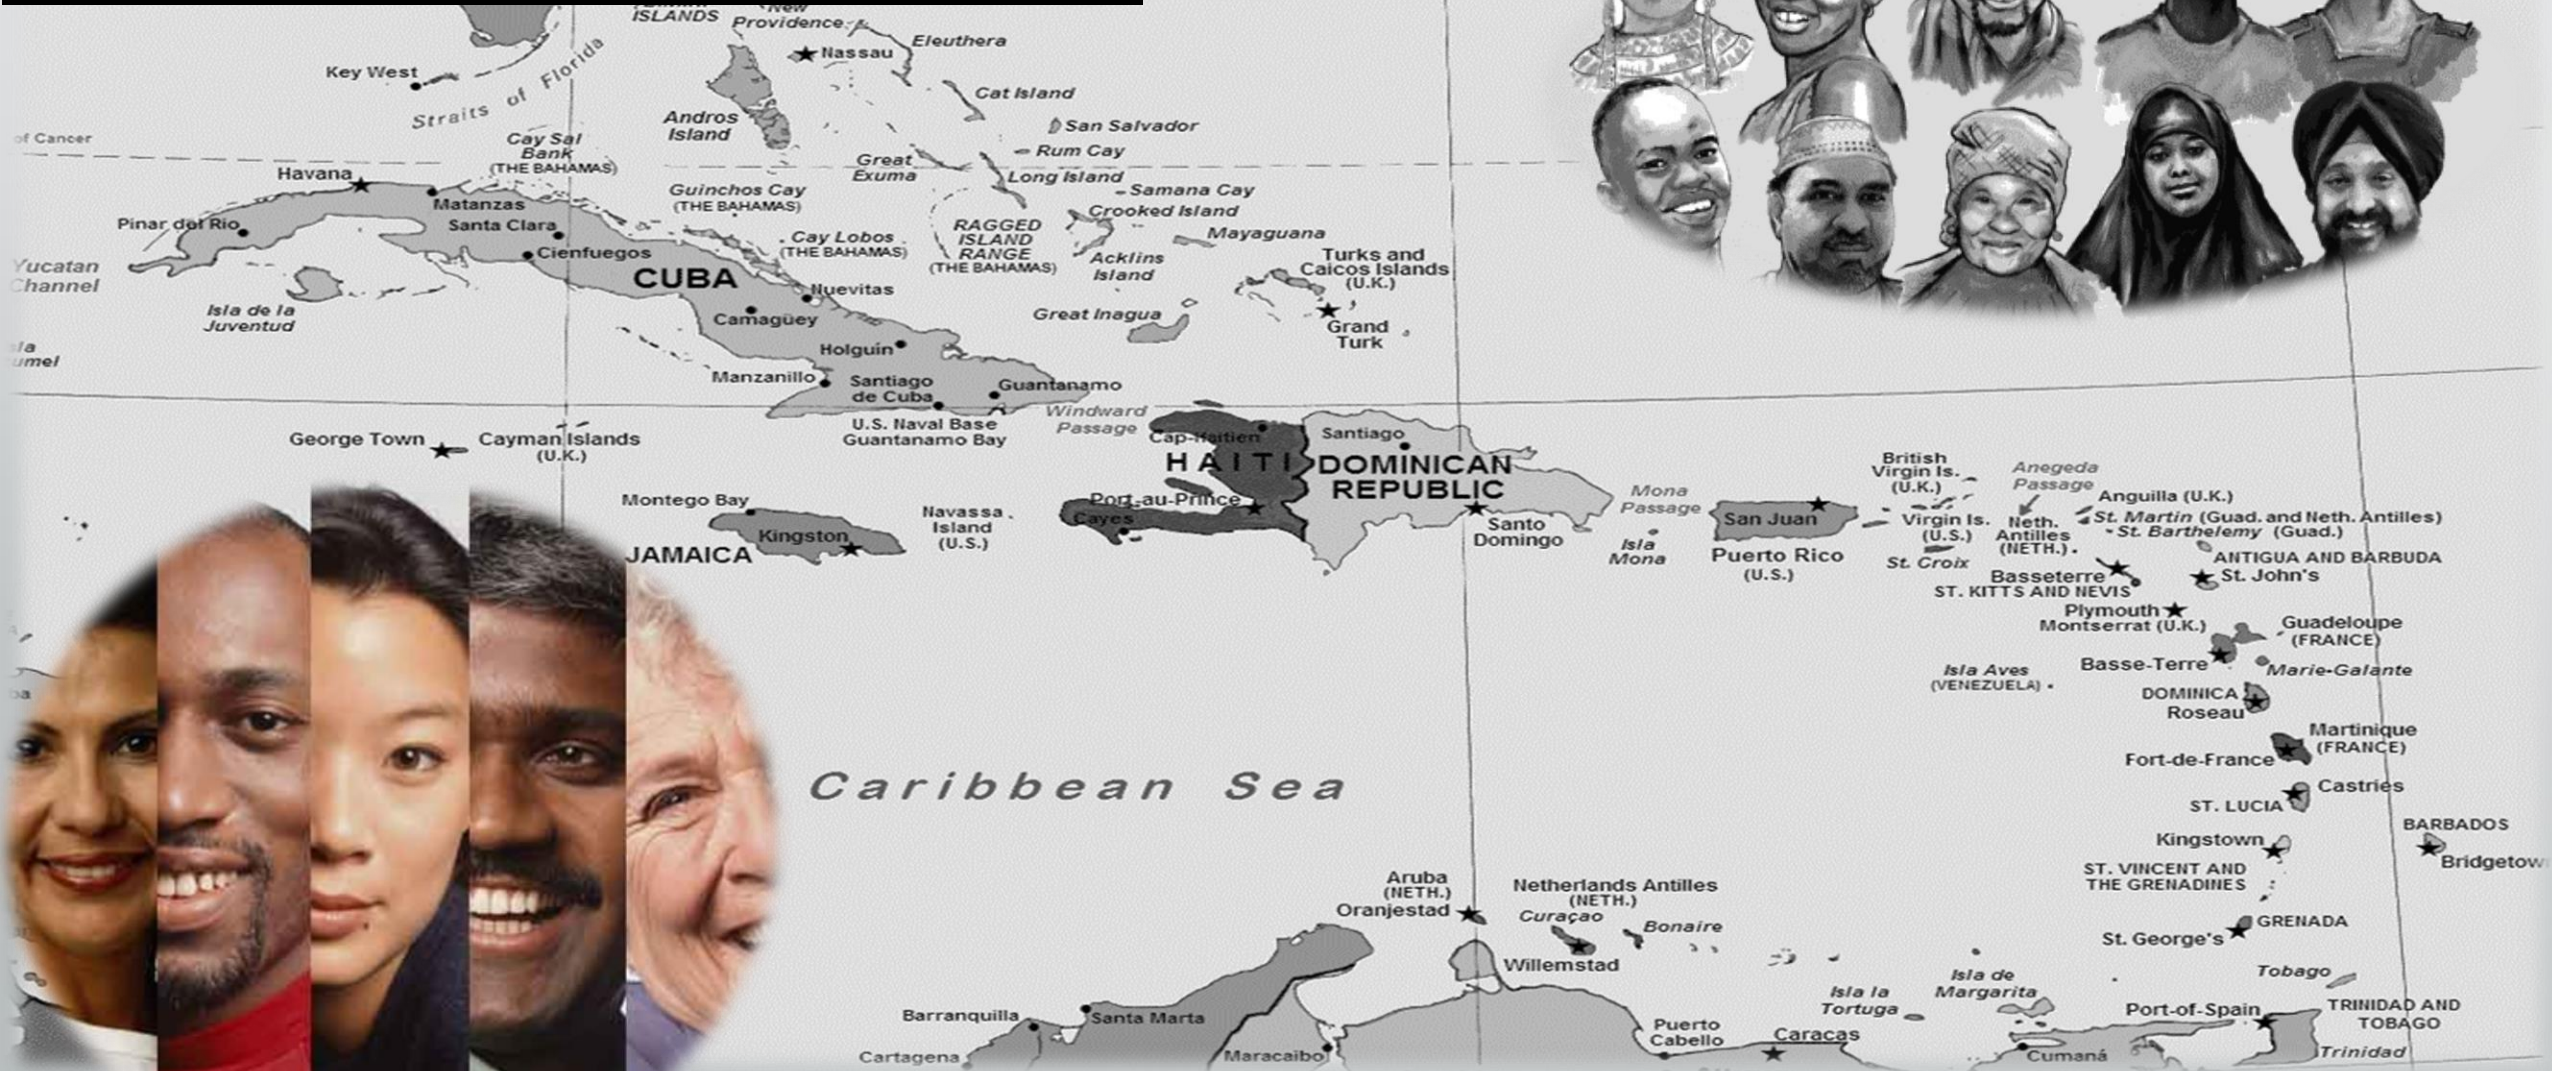 ISLANDS
New
Providence
Nassau
Eleuthera
Key West
Straits of Florida
Cat Island
Andros
Island
San Salvador
of Cancer
Cay Sal
Bank
(THE BAHAMAS)
Rum Cay
Great
Exuma
Long Island
Havana
Guinchos Cay
(THE BAHAMAS)
Samana Cay
Matanzas
Crooked Island
Pinar del Rio
Santa Clara
RAGGED
ISLAND
RANGE
(THE BAHAMAS)
Mayaguana
Cay Lobos
(THE BAHAMAS)
Cienfuegos
Turks and
Caicos Islands
(U.K.)
Acklins
Island
Yucatan
Channel
CUBA
Nuevitas
Isla de la
Juventud
Camagüey
Great Inagua
Grand
Turk
Holguín
Manzanillo
Santiago
de Cuba
Guantanamo
U.S. Naval Base
Guantanamo Bay
Windward
Passage
George Town
Cayman Islands
(U.K.)
Cap-Haitien
HAITI
Santiago
DOMINICAN
REPUBLIC
Port-au-Prince
Cayes
Santo
Domingo
Montego Bay
Kingston
JAMAICA
Navassa
Island
(U.S.)
Mona
Passage
Isla
Mona
San Juan
Puerto Rico
(U.S.)
British
Virgin Is.
(U.K.)
Anegeda
Passage
Anguilla (U.K.)
Virgin Is.
(U.S.)
Neth.
Antilles
(NETH.)
St. Martin (Guad. and Neth. Antilles)
St. Barthelemy (Guad.)
St. Croix
ANTIGUA AND BARBUDA
St. John's
Basseterre
ST. KITTS AND NEVIS
Plymouth
Montserrat (U.K.)
Guadeloupe
(FRANCE)
Basse-Terre
Marie-Galante
Isla Aves
(VENEZUELA)
DOMINICA
Roseau
Martinique
(FRANCE)
Fort-de-France
Caribbean Sea
Castries
ST. LUCIA
BARBADOS
Bridgetow
Kingstown
ST. VINCENT AND
THE GRENADINES
Aruba
(NETH.)
Oranjestad
Netherlands Antilles
(NETH.)
Curaçao
Bonaire
Willemstad
GRENADA
St. George's
Tobago
Isla de
Margarita
Isla la
Tortuga
Port-of-Spain
TRINIDAD AND
TOBAGO
Trinidad
Barranquilla
Santa Marta
Cartagena
Maracaibo
Puerto
Cabello
Caracas
Cumaná